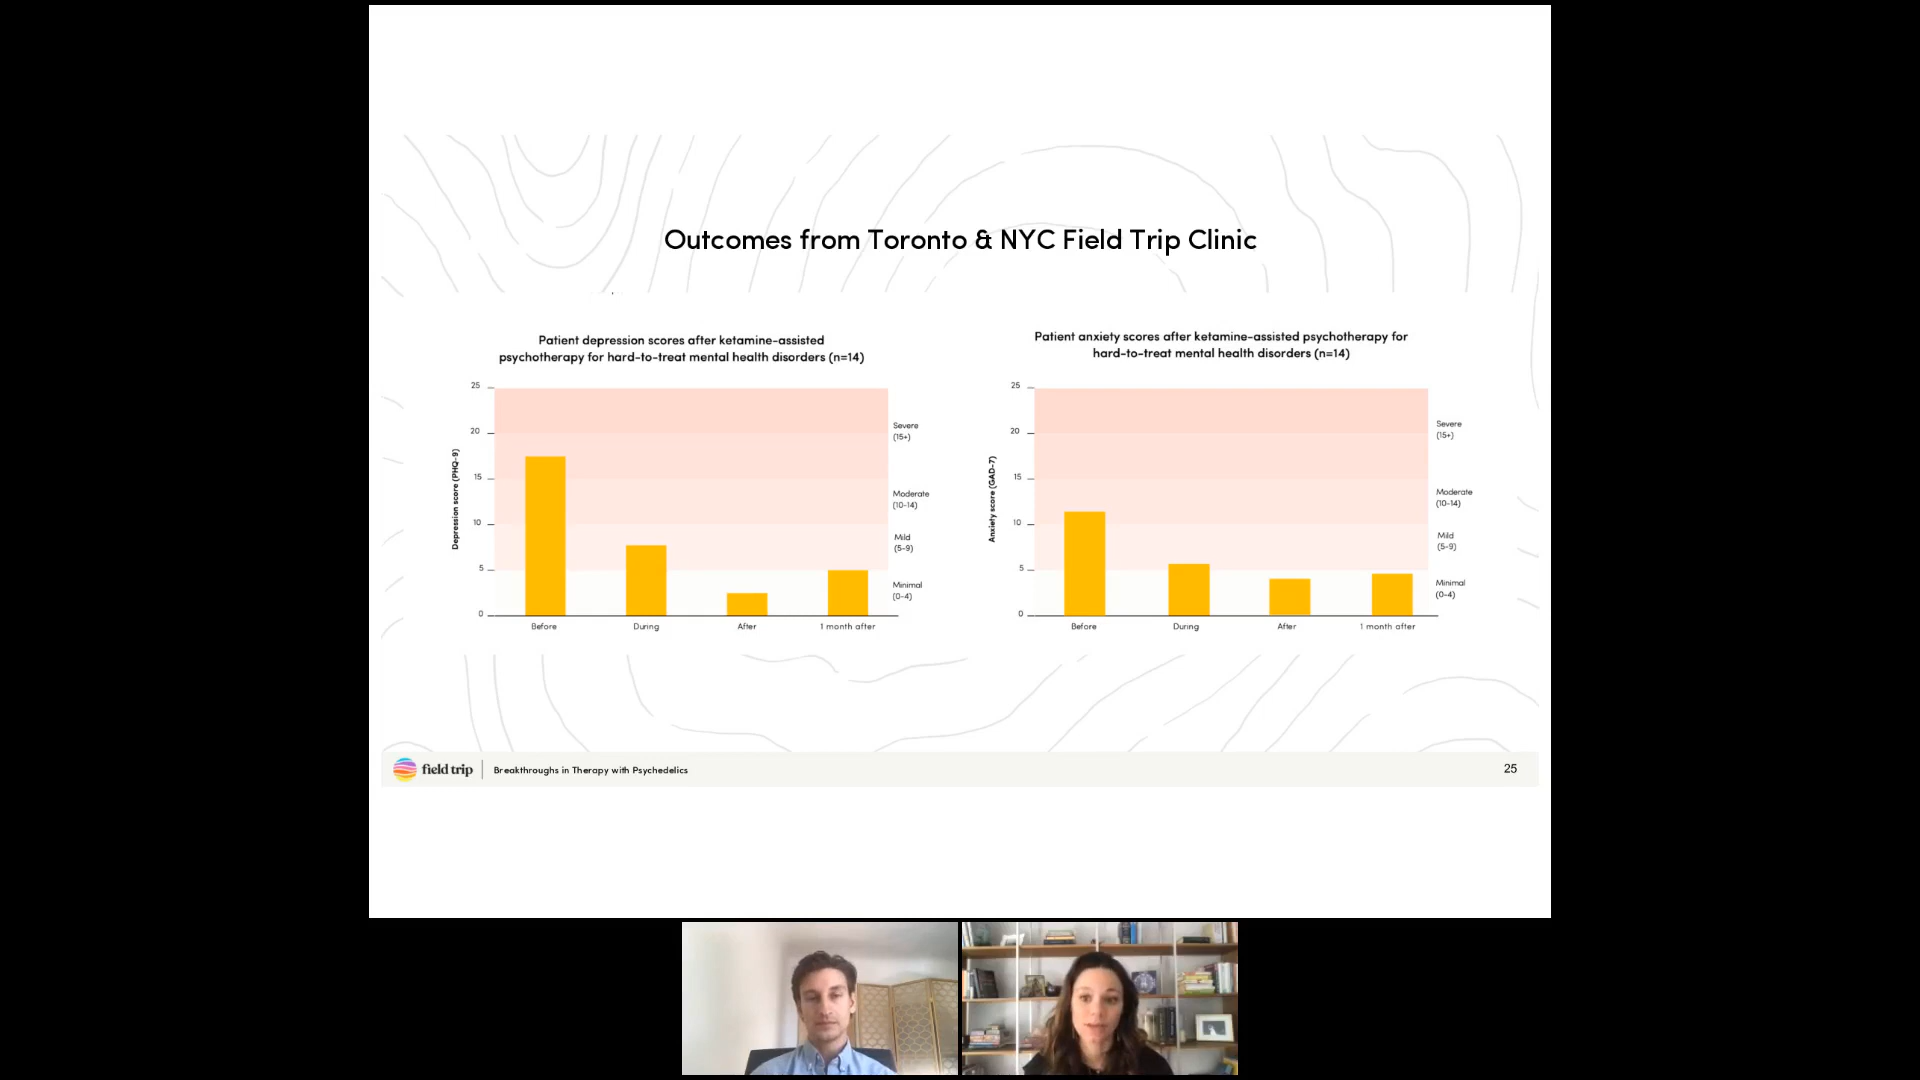 Outcomes from Toronto & NYC Field Trip Clinic
Patient depression scores after ketamine-assisted
psychotherapy for hard-to-treat mental health disorders (n=14)
Depression score (PHQ-9)
25
20
15
10
5
0
Severe
(15+)
Moderate
(10-14)
Mild
(5-9)
Minimal
(0-4)
Before
During
After
1 month after
Patient anxiety scores after ketamine-assisted psychotherapy for
hard-to-treat mental health disorders (n=14)
Anxiety score (GAD-7)
25
20
15
10
5
0
Severe
(15+)
Moderate
(10-14)
Mild
(5-9)
Minimal
(0-4)
Before
During
After
1 month after
field trip
Breakthroughs in Therapy with Psychedelics
25